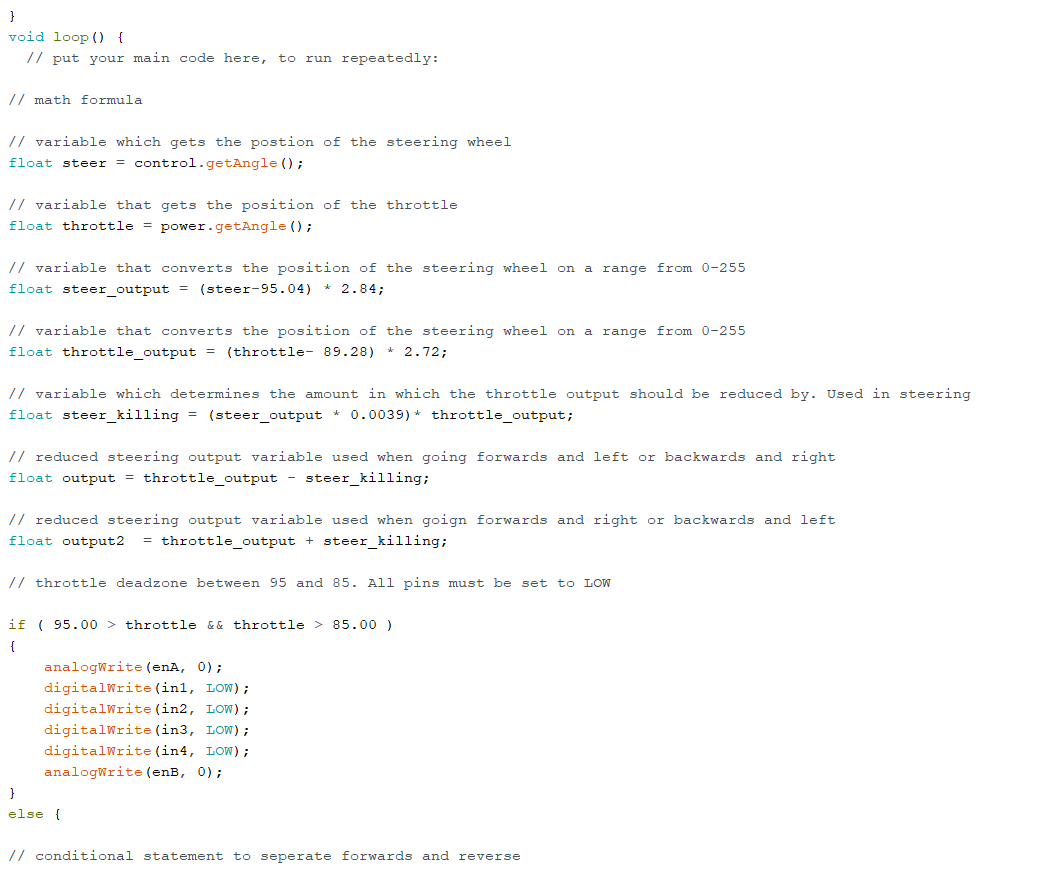 }
void loop() {
// put your main code here, to run repeatedly:
// math formula
// variable which gets the postion of the steering wheel
float steer = control.getAngle();
// variable that gets the position of the throttle
float throttle = power.getAngle();
// variable that converts the position of the steering wheel on a range from 0-255
float steer_output = (steer-95.04) * 2.84;
// variable that converts the position of the steering wheel on a range from 0-255
float throttle_output = (throttle- 89.28) * 2.72;
// variable which determines the amount in which the throttle output should be reduced by. Used in steering
float steer_killing = (steer_output * 0.0039)* throttle_output;
// reduced steering output variable used when going forwards and left or backwards and right
float output = throttle_output - steer_killing;
// reduced steering output variable used when goign forwards and right or backwards and left
float output2  = throttle_output + steer_killing;
// throttle deadzone between 95 and 85. All pins must be set to LOW
if ( 95.00 > throttle && throttle > 85.00 )
{
analogWrite(enA, 0);
digitalWrite(in1, LOW);
digitalWrite(in2, LOW);
digitalWrite(in3, LOW);
digitalWrite(in4, LOW);
analogWrite(enB, 0);
}
else {
// conditional statement to seperate forwards and reverse